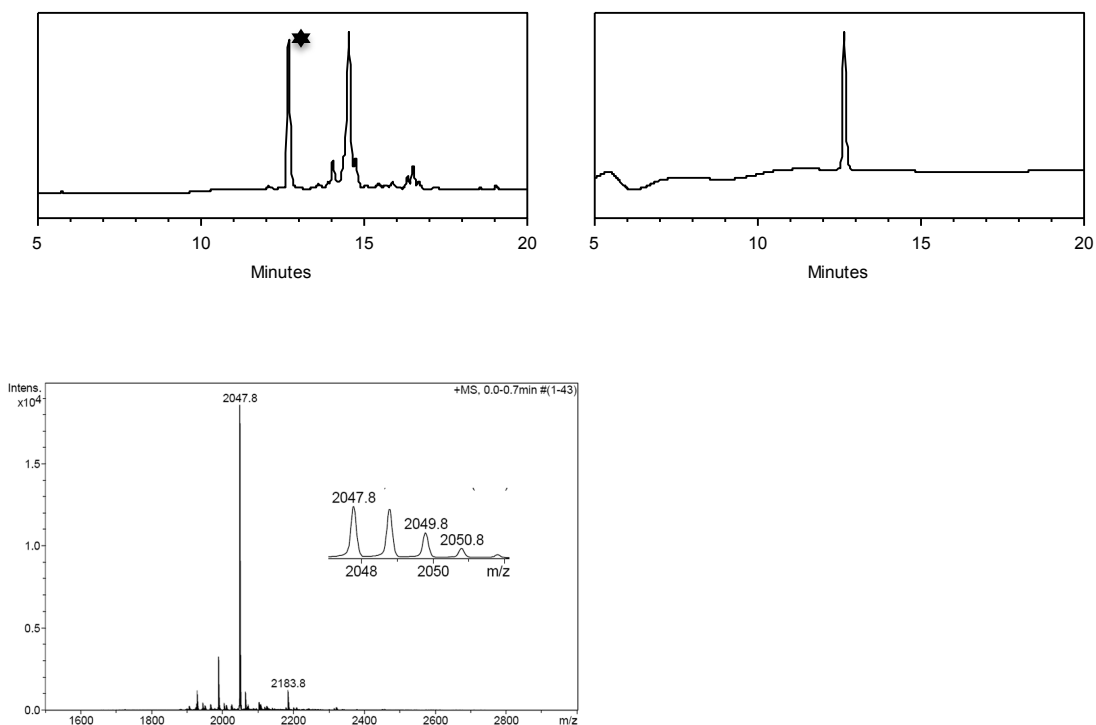 5 10 15 20
Minutes
5 10 15 20
Minutes
Intens.
x10⁴
+MS, 0.0-0.7min #(1-43)
2047.8
1.5
2047.8
2049.8
2050.8
1.0
2048 2050 m/z
0.5
2183.8
0.0
1600 1800 2000 2200 2400 2600 2800 m/z